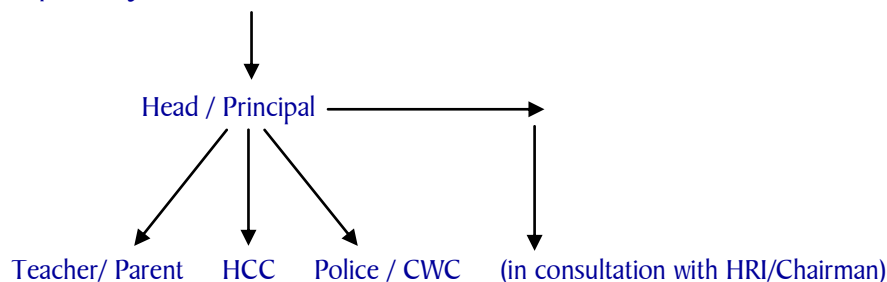 Head / Principal
Teacher/ Parent HCC Police / CWC (in consultation with HRI/Chairman)